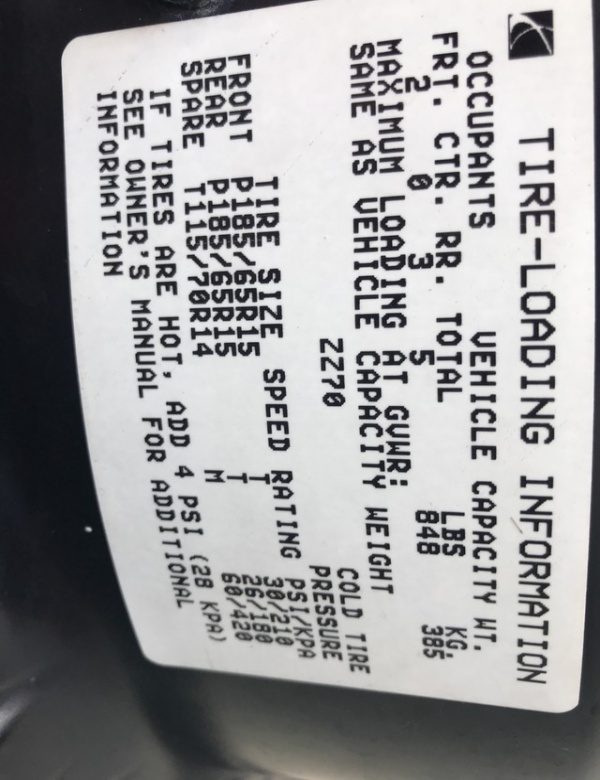 TIRE-LOADING INFORMATION
OCCUPANTS VEHICLE CAPACITY WT.
FRT. CTR. RR. TOTAL LBS KG.
2 0 3 5 848 385
MAXIMUM LOADING AT GVWR:
SAME AS VEHICLE CAPACITY WEIGHT
ZZ70 COLD TIRE
PRESSURE
TIRE SIZE SPEED RATING PSI/KPA
FRONT P185/65R15 T 30/210
REAR P185/65R15 T 26/180
SPARE T115/70R14 M 60/420
IF TIRES ARE HOT, ADD 4 PSI (28 KPA)
SEE OWNER'S MANUAL FOR ADDITIONAL
INFORMATION